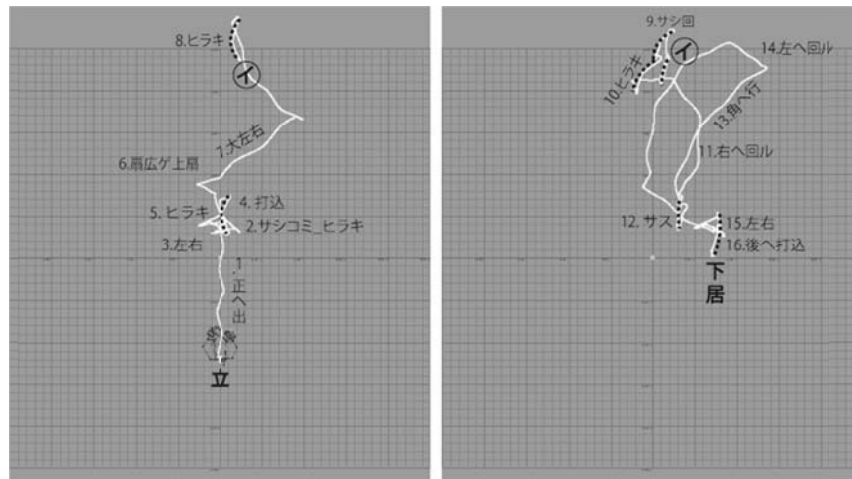 8.ヒラキ
イ
7.大左右
6.扇広ゲ上扇
4.打込
5.ヒラキ
2.サシコミ_ヒラキ
3.左右
1.正へ出
立
9.サシ回
イ
10.ヒラキ
14.左へ回ル
13.角へ行
11.右へ回ル
12.サス
15.左右
16.後へ打込
下居